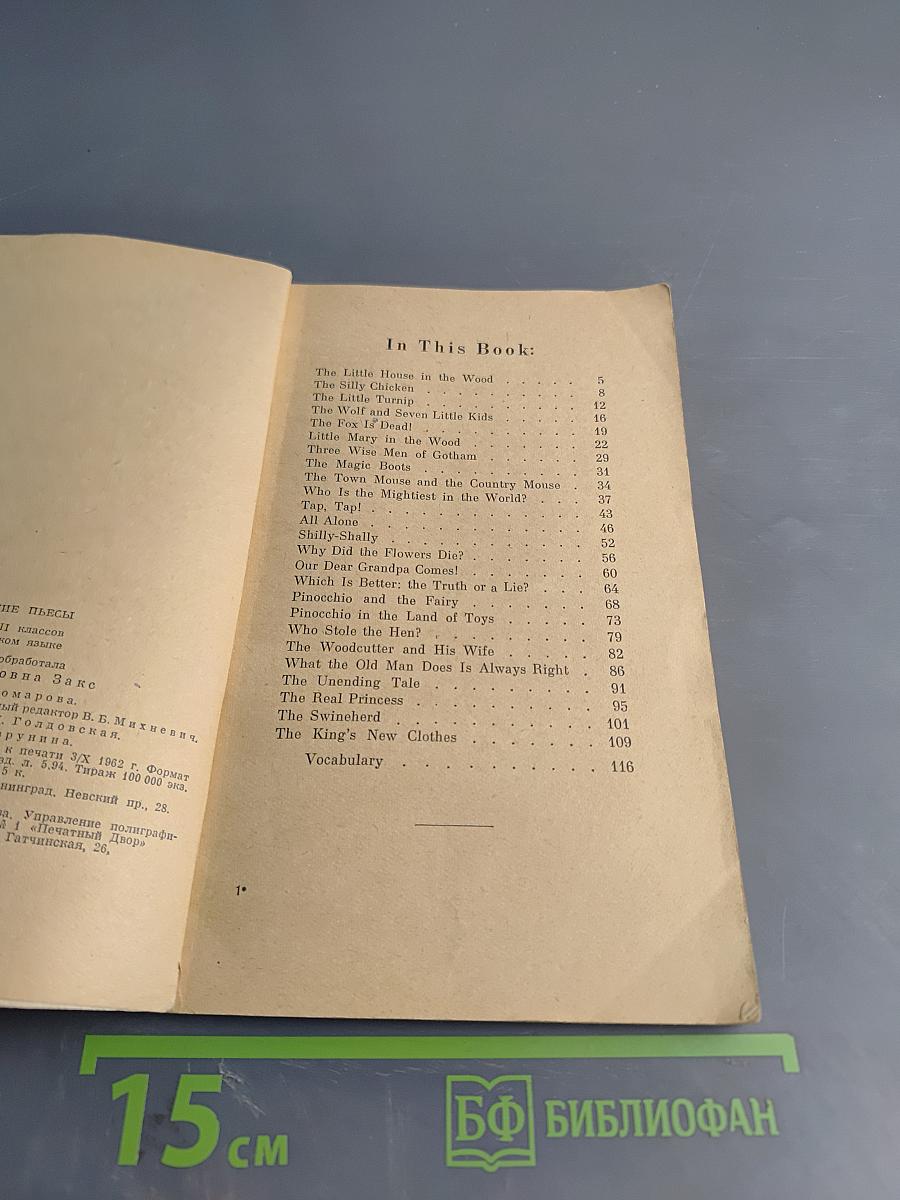 ИЕ ПЬЕСЫ
II классов
ком языке
обработала
овна Закс
омарова.
ый редактор В. Б. Михневич.
. Голдовская.
арунина.
к печати 3/X 1962 г. Формат
зд. л. 5,94. Тираж 100 000 экз.
5 к.
нинград, Невский пр., 28.
ва. Управление полиграфи-
№ 1 «Печатный Двор»
Гатчинская, 26,
In This Book:
The Little House in the Wood . . . . . 5
The Silly Chicken . . . . . . . . . . 8
The Little Turnip . . . . . . . . . . 12
The Wolf and Seven Little Kids . . . . . 16
The Fox Is Dead! . . . . . . . . . . 19
Little Mary in the Wood . . . . . . . 22
Three Wise Men of Gotham . . . . . . 29
The Magic Boots . . . . . . . . . . 31
The Town Mouse and the Country Mouse . 34
Who Is the Mightiest in the World? . . . 37
Tap, Tap! . . . . . . . . . . . . 43
All Alone . . . . . . . . . . . . 46
Shilly-Shally . . . . . . . . . . . 52
Why Did the Flowers Die? . . . . . . 56
Our Dear Grandpa Comes! . . . . . . 60
Which Is Better: the Truth or a Lie? . . . 64
Pinocchio and the Fairy . . . . . . . 68
Pinocchio in the Land of Toys . . . . . 73
Who Stole the Hen? . . . . . . . . . 79
The Woodcutter and His Wife . . . . . 82
What the Old Man Does Is Always Right . 86
The Unending Tale . . . . . . . . . 91
The Real Princess . . . . . . . . . 95
The Swineherd . . . . . . . . . . . 101
The King's New Clothes . . . . . . . 109
Vocabulary . . . . . . . . . . 116
1*
15 см
БФ БИБЛИОФАН